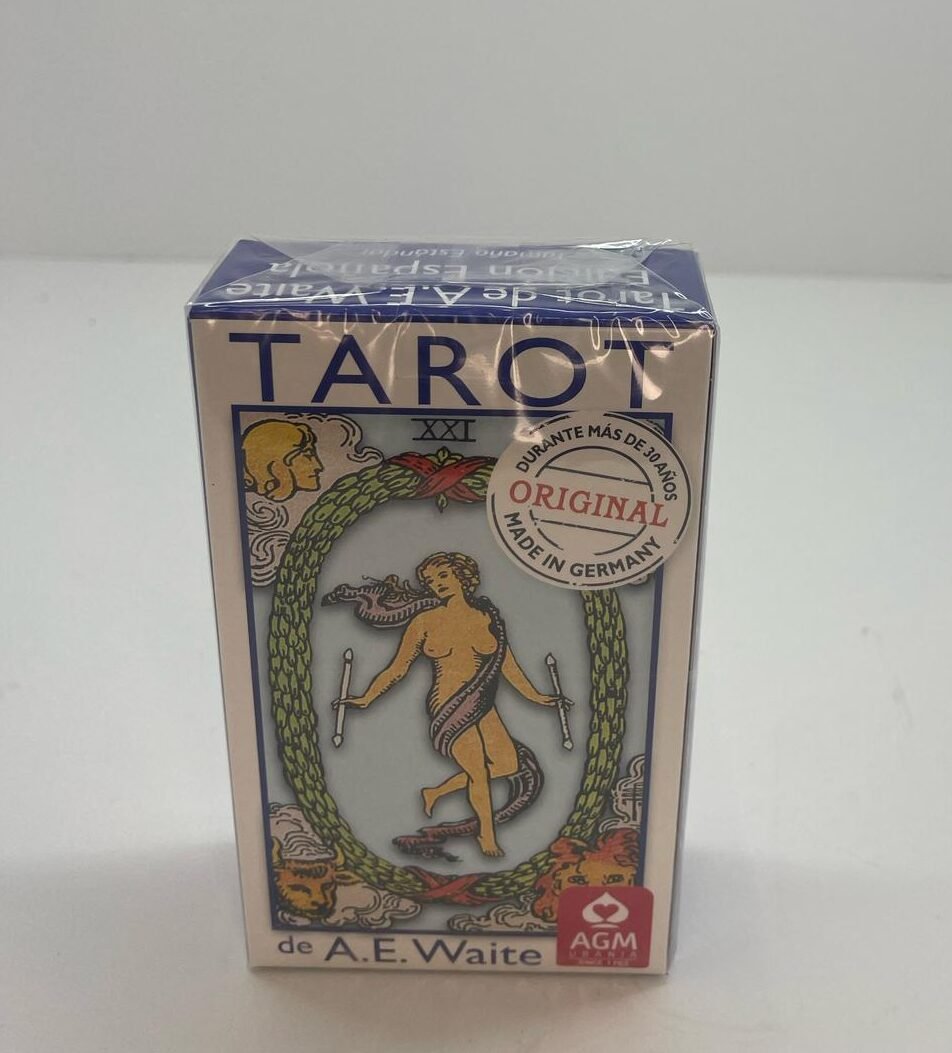 Tarot de A.E. Waite
Edición Española
Estándar
TAROT
XXI
DURANTE MÁS DE 30 AÑOS
ORIGINAL
MADE IN GERMANY
de A.E. Waite
AGM
URANIA